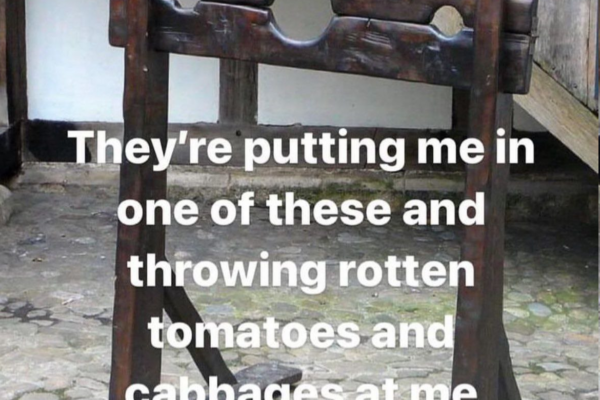 They’re putting me in
one of these and
throwing rotten
tomatoes and
cabbages at me